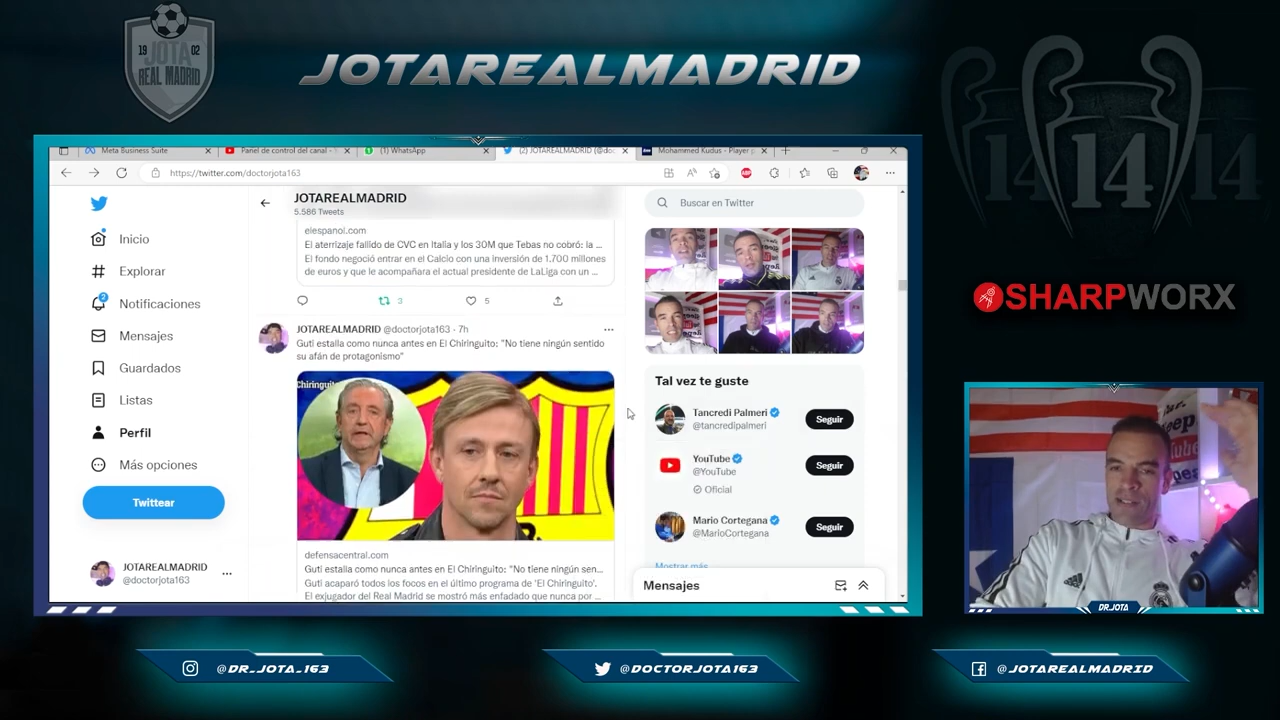 19 JOTA 02
REAL MADRID
JOTAREALMADRID
14 14 14
Meta Business Suite
Panel de control del canal -
(1) WhatsApp
(2) JOTAREALMADRID (@doc
Mohammed Kudus - Player p
https://twitter.com/doctorjota163
JOTAREALMADRID
5.586 Tweets
Buscar en Twitter
Inicio
Explorar
2
Notificaciones
Mensajes
Guardados
Listas
Perfil
Más opciones
Twittear
JOTAREALMADRID
@doctorjota163
elespanol.com
El aterrizaje fallido de CVC en Italia y los 30M que Tebas no cobró: la ...
El fondo negoció entrar en el Calcio con una inversión de 1.700 millones
de euros y que le acompañara el actual presidente de LaLiga con un ...
3
5
JOTAREALMADRID @doctorjota163 · 7h
Guti estalla como nunca antes en El Chiringuito: "No tiene ningún sentido
su afán de protagonismo"
Chiringuito
defensacentral.com
Guti estalla como nunca antes en El Chiringuito: "No tiene ningún sen...
Guti acaparó todos los focos en el último programa de 'El Chiringuito'.
El exjugador del Real Madrid se mostró más enfadado que nunca por ...
Tal vez te guste
Tancredi Palmeri
@tancredipalmeri
Seguir
YouTube
@YouTube
Oficial
Seguir
Mario Cortegana
@MarioCortegana
Seguir
Mostrar más
Mensajes
SHARPWORX
DR.JOTA
@DR_JOTA_163
@DOCTORJOTA163
@JOTAREALMADRID